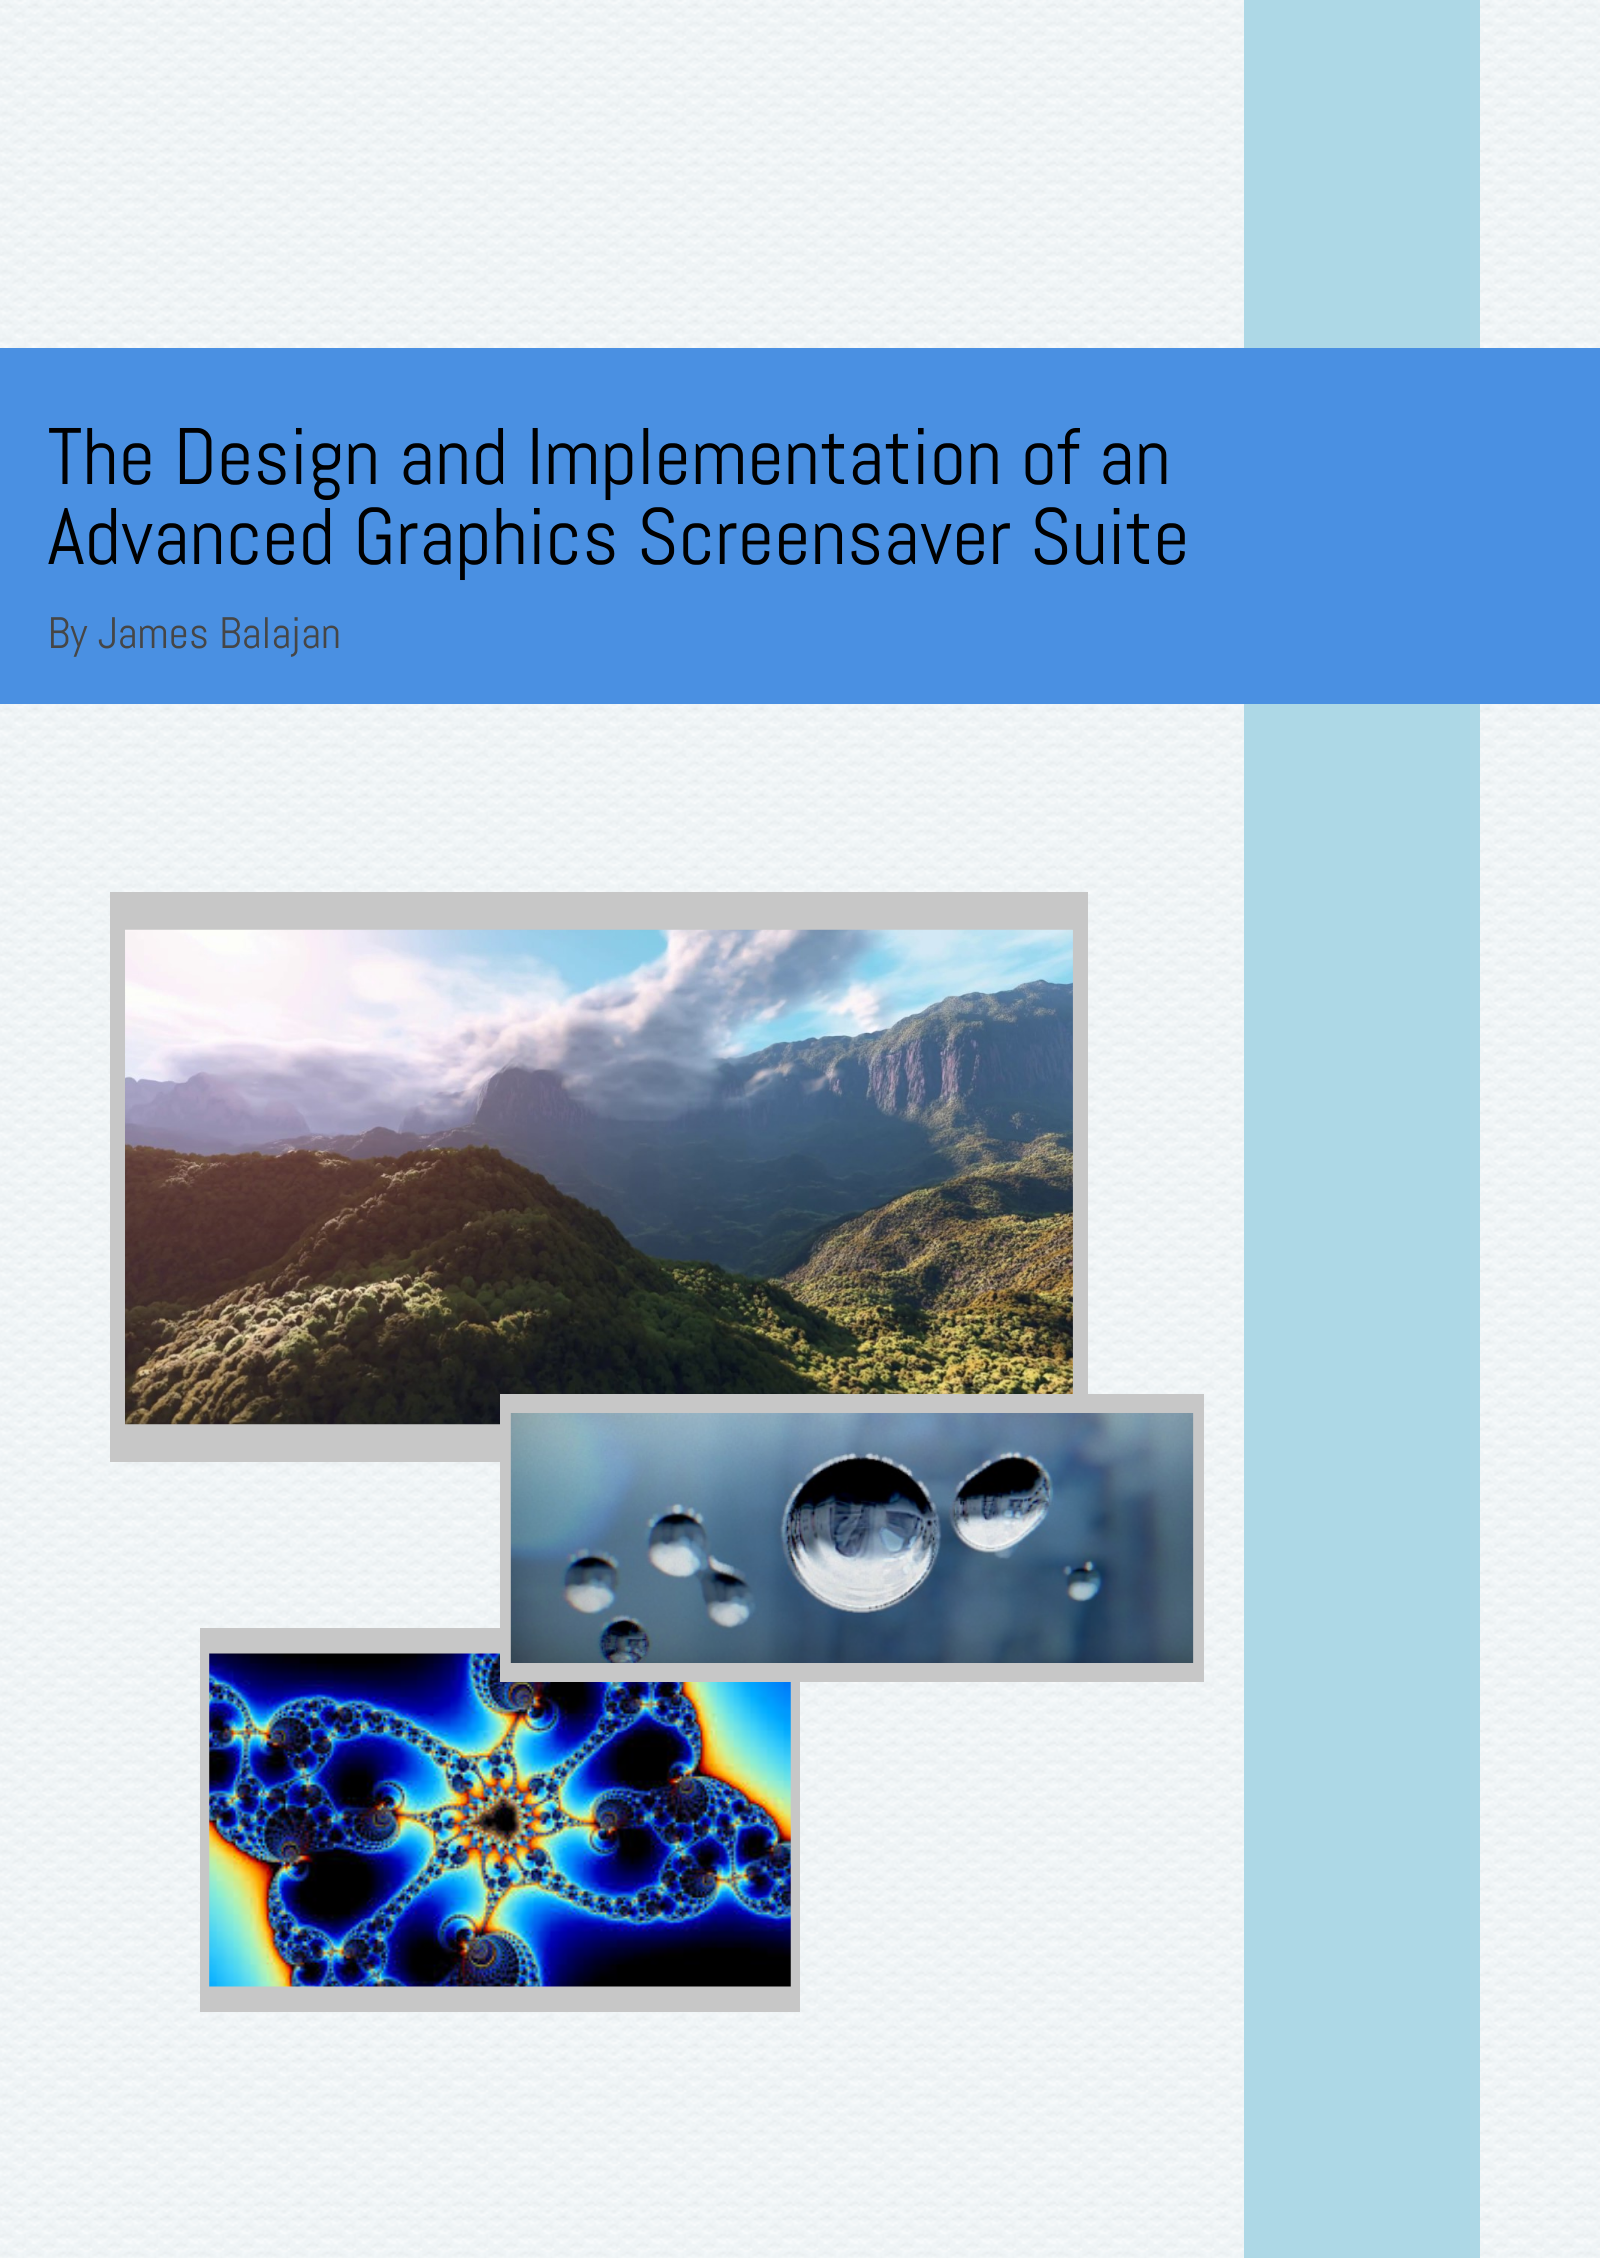 The Design and Implementation of an
Advanced Graphics Screensaver Suite
By James Balajan